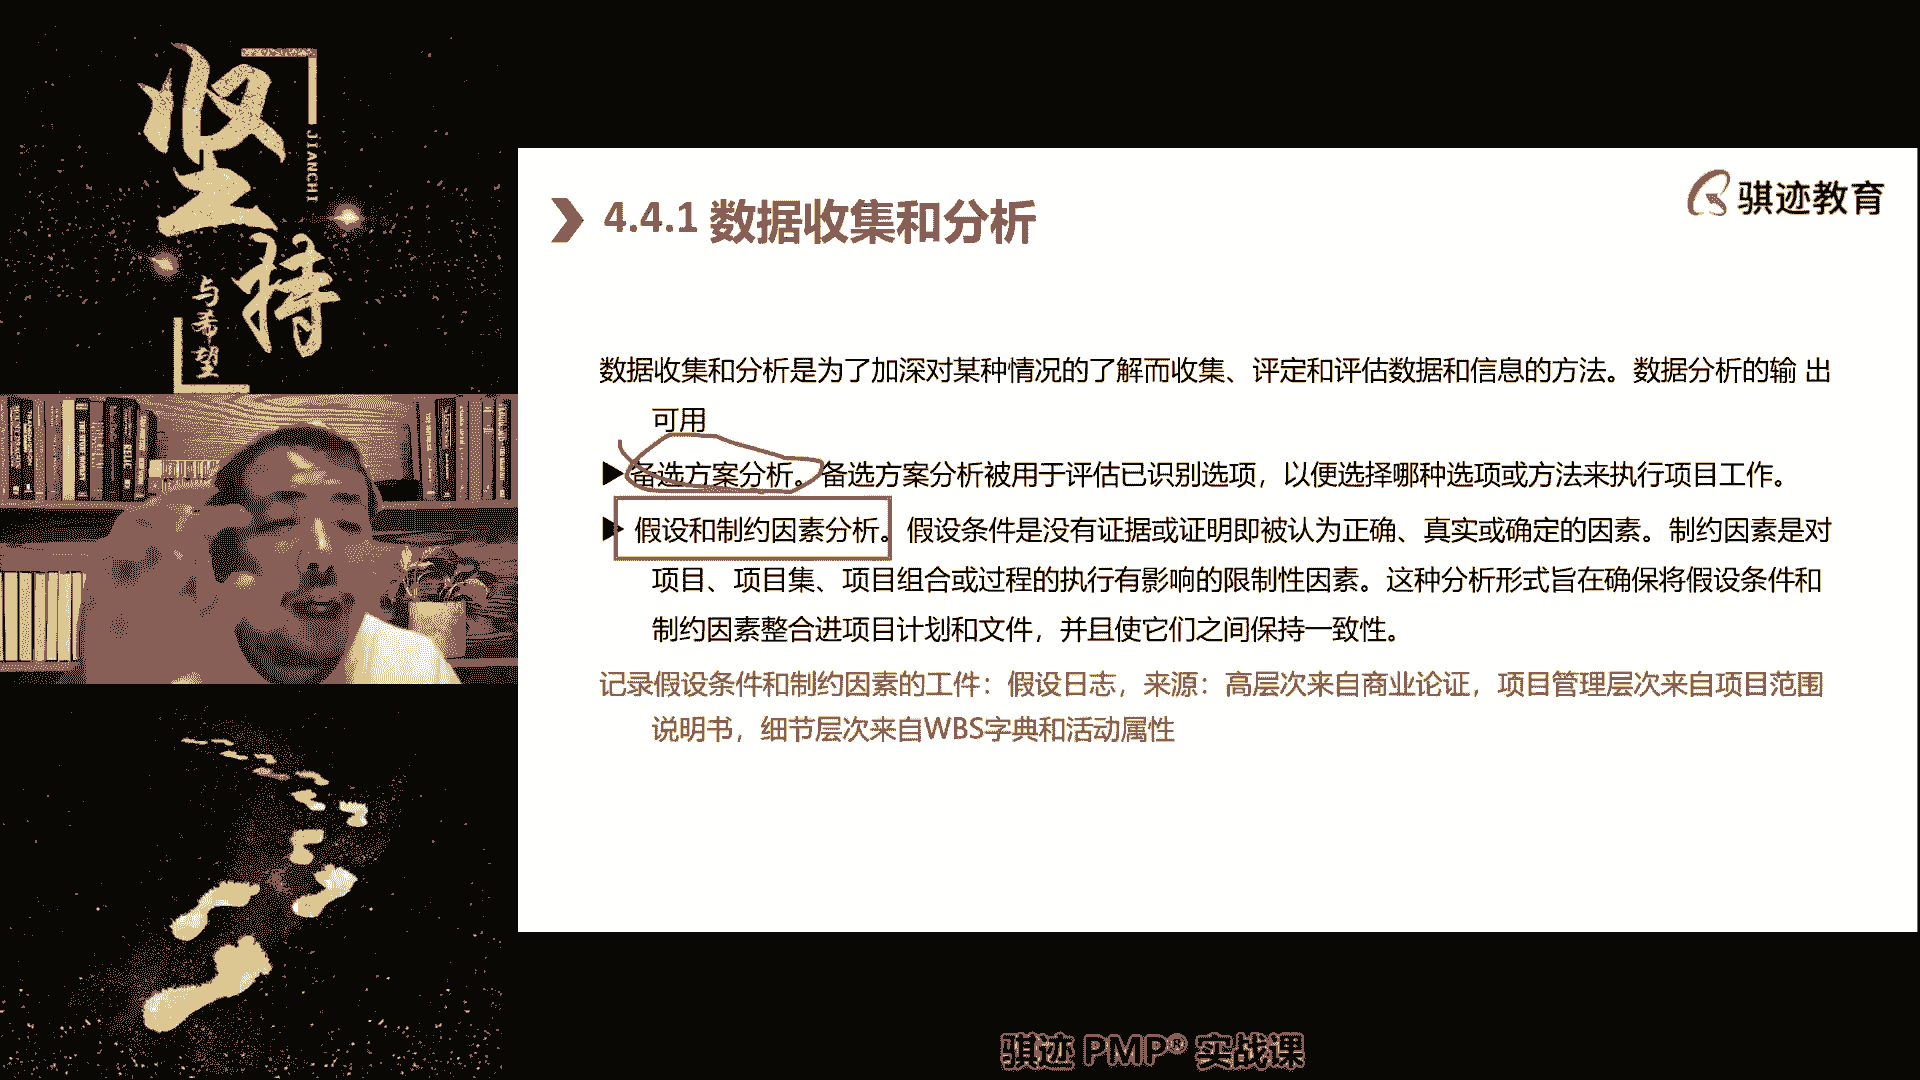 坚持
JIANCHI
与希望
骐迹教育
4.4.1 数据收集和分析
数据收集和分析是为了加深对某种情况的了解而收集、评定和评估数据和信息的方法。数据分析的输 出
可用
备选方案分析。备选方案分析被用于评估已识别选项，以便选择哪种选项或方法来执行项目工作。
假设和制约因素分析。假设条件是没有证据或证明即被认为正确、真实或确定的因素。制约因素是对
项目、项目集、项目组合或过程的执行有影响的限制性因素。这种分析形式旨在确保将假设条件和
制约因素整合进项目计划和文件，并且使它们之间保持一致性。
记录假设条件和制约因素的工件：假设日志，来源：高层次来自商业论证，项目管理层次来自项目范围
说明书，细节层次来自WBS字典和活动属性
骐迹 PMP® 实战课